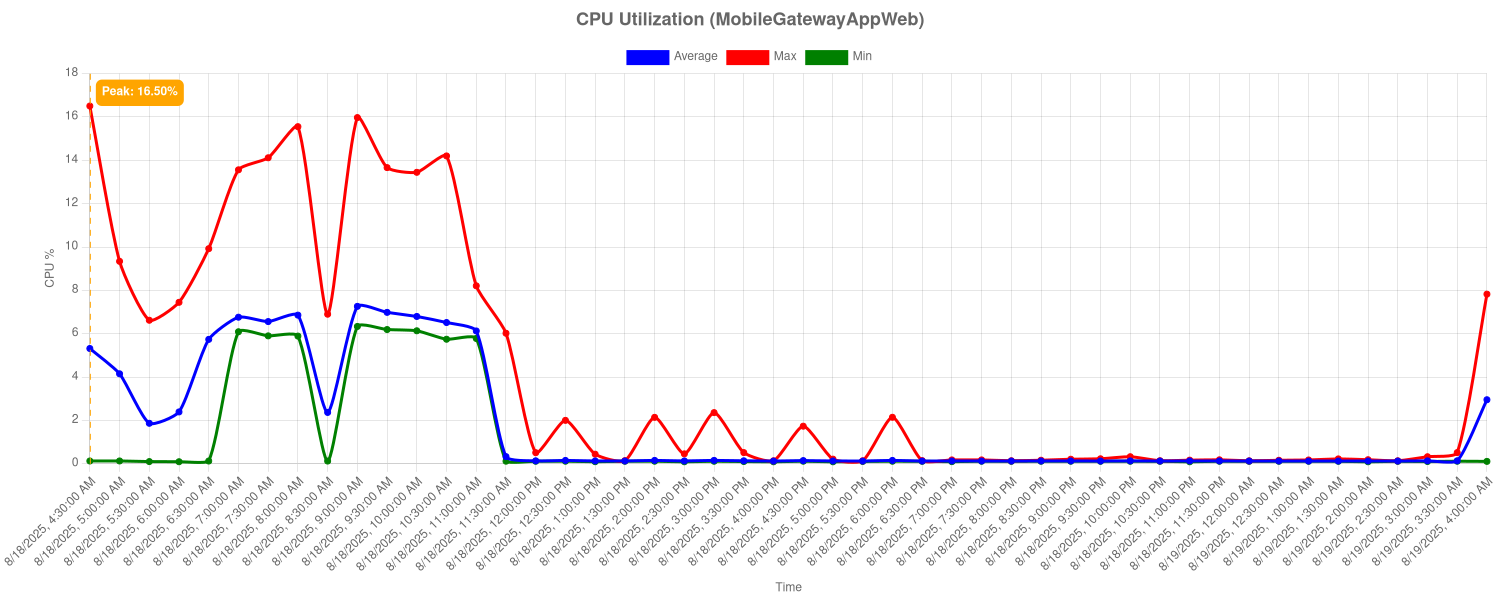 CPU Utilization (MobileGatewayAppWeb)
Average Max Min
Peak: 16.50%
18
16
14
12
10
8
6
4
2
0
CPU %
8/18/2025, 4:30:00 AM
8/18/2025, 5:00:00 AM
8/18/2025, 5:30:00 AM
8/18/2025, 6:00:00 AM
8/18/2025, 6:30:00 AM
8/18/2025, 7:00:00 AM
8/18/2025, 7:30:00 AM
8/18/2025, 8:00:00 AM
8/18/2025, 8:30:00 AM
8/18/2025, 9:00:00 AM
8/18/2025, 9:30:00 AM
8/18/2025, 10:00:00 AM
8/18/2025, 10:30:00 AM
8/18/2025, 11:00:00 AM
8/18/2025, 11:30:00 AM
8/18/2025, 12:00:00 PM
8/18/2025, 12:30:00 PM
8/18/2025, 1:00:00 PM
8/18/2025, 1:30:00 PM
8/18/2025, 2:00:00 PM
8/18/2025, 2:30:00 PM
8/18/2025, 3:00:00 PM
8/18/2025, 3:30:00 PM
8/18/2025, 4:00:00 PM
8/18/2025, 4:30:00 PM
8/18/2025, 5:00:00 PM
8/18/2025, 5:30:00 PM
8/18/2025, 6:00:00 PM
8/18/2025, 6:30:00 PM
8/18/2025, 7:00:00 PM
8/18/2025, 7:30:00 PM
8/18/2025, 8:00:00 PM
8/18/2025, 8:30:00 PM
8/18/2025, 9:00:00 PM
8/18/2025, 9:30:00 PM
8/18/2025, 10:00:00 PM
8/18/2025, 10:30:00 PM
8/18/2025, 11:00:00 PM
8/18/2025, 11:30:00 PM
8/19/2025, 12:00:00 AM
8/19/2025, 12:30:00 AM
8/19/2025, 1:00:00 AM
8/19/2025, 1:30:00 AM
8/19/2025, 2:00:00 AM
8/19/2025, 2:30:00 AM
8/19/2025, 3:00:00 AM
8/19/2025, 3:30:00 AM
8/19/2025, 4:00:00 AM
Time